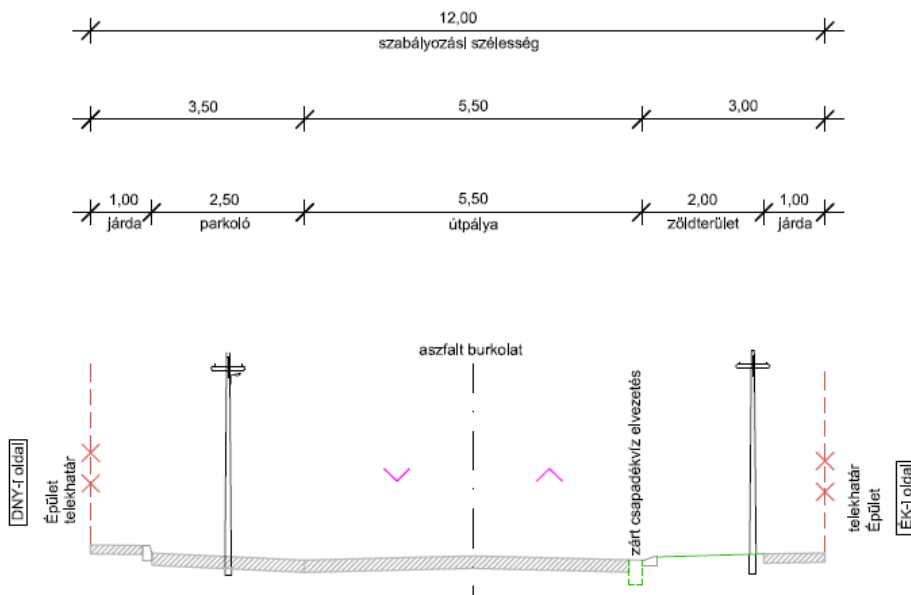 12,00
szabályozási szélesség
3,50
5,50
3,00
1,00
2,50
5,50
2,00
1,00
járda
parkoló
útpálya
zöldterület
járda
aszfalt burkolat
zárt csapadékvíz elvezetés
DNY-i oldal
Épület
telekhatár
telekhatár
Épület
ÉK-i oldal